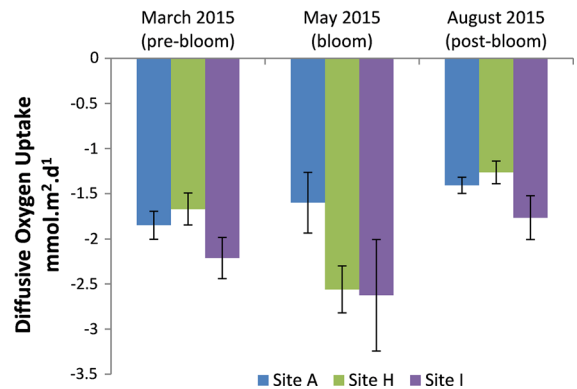 March 2015 May 2015 August 2015
(pre-bloom) (bloom) (post-bloom)
0
-0.5
-1
-1.5
-2
-2.5
-3
-3.5
Diffusive Oxygen Uptake
mmol.m².d¹
Site A Site H Site I